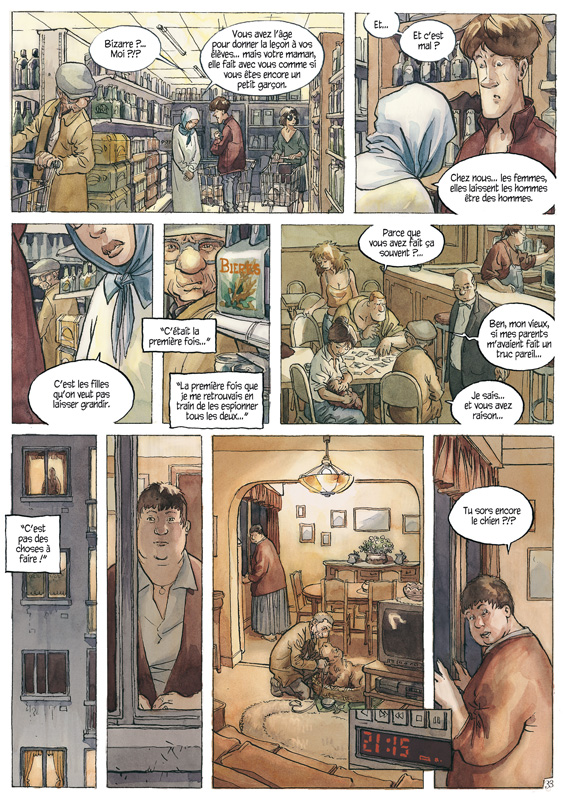 Bizarre ?...
Moi ?!?
Vous avez l'âge
pour donner la leçon à vos
élèves... mais votre maman,
elle fait avec vous comme si
vous êtes encore un
petit garçon.
Et...
Et c'est
mal ?
Chez nous... les femmes,
elles laissent les hommes
être des hommes.
C'est les filles
qu'on veut pas
laisser grandir.
"C'était la
première fois..."
"La première fois que
je me retrouvais en
train de les espionner
tous les deux..."
Parce que
vous avez fait ça
souvent ?...
Ben, mon vieux,
si mes parents
m'avaient fait un
truc pareil...
Je sais...
et vous avez
raison...
"C'est
pas des
choses à
faire !"
Tu sors encore
le chien ?!?
21:15
33